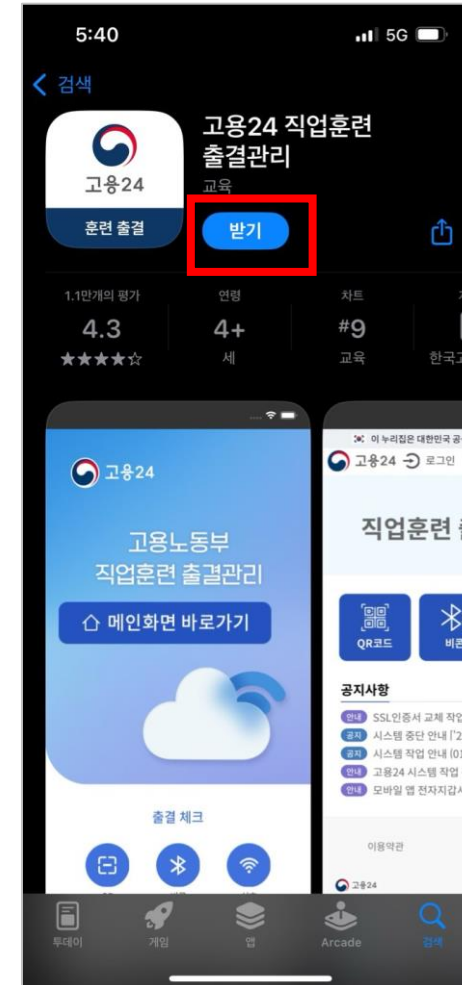 5:40
5G
검색
고용24
훈련 출결
고용24 직업훈련
출결관리
교육
받기
1.1만개의 평가
연령
차트
4.3
4+
#9
★★★★☆
세
교육
한국고
고용24
고용노동부
직업훈련 출결관리
메인화면 바로가기
출결 체크
이 누리집은 대한민국 공식
고용24
로그인
직업훈련
QR코드
비콘
공지사항
안내 SSL인증서 교체 작업
공지 시스템 중단 안내 ['2
공지 시스템 작업 안내 (01
안내 고용24 시스템 작업
안내 모바일 앱 전자지갑
이용약관
고용24
투데이
게임
앱
Arcade
검색